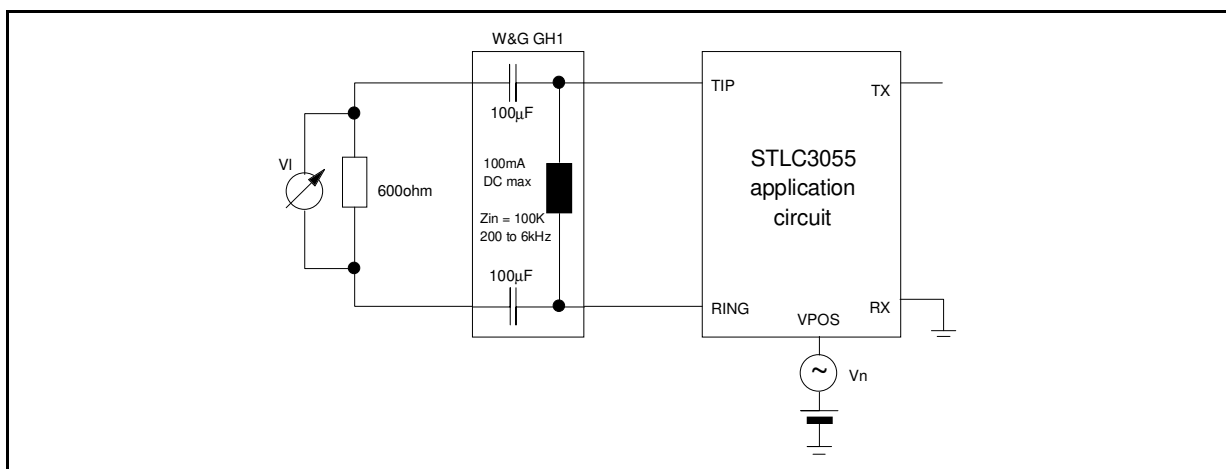 W&G GH1
TIP
TX
100μF
VI
600ohm
100mA
DC max
Zin = 100K
200 to 6kHz
STLC3055
application
circuit
100μF
RING
RX
VPOS
~
Vn